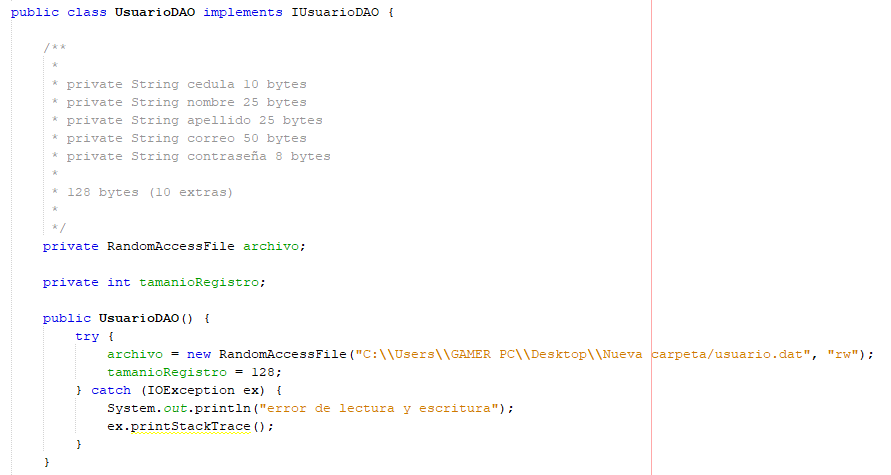 public class UsuarioDAO implements IUsuarioDAO {
/**
*
* private String cedula 10 bytes
* private String nombre 25 bytes
* private String apellido 25 bytes
* private String correo 50 bytes
* private String contraseña 8 bytes
*
* 128 bytes (10 extras)
*
*/
private RandomAccessFile archivo;
private int tamanioRegistro;
public UsuarioDAO() {
try {
archivo = new RandomAccessFile("C:\\Users\\GAMER PC\\Desktop\\Nueva carpeta/usuario.dat", "rw");
tamanioRegistro = 128;
} catch (IOException ex) {
System.out.println("error de lectura y escritura");
ex.printStackTrace();
}
}